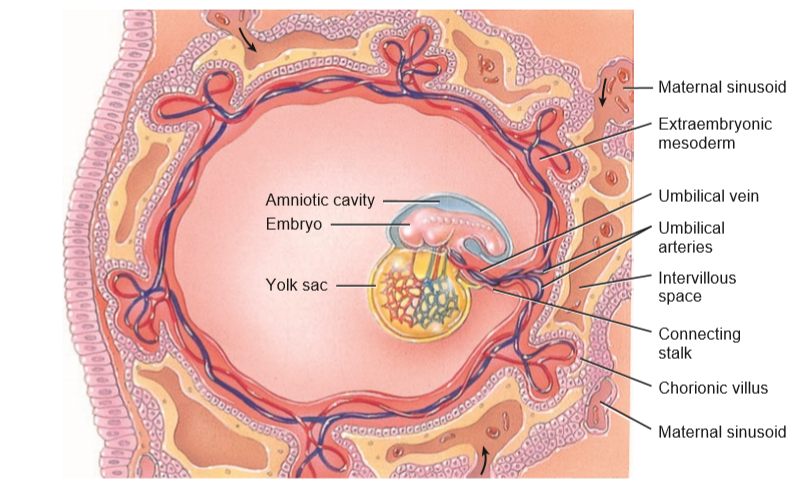 Maternal sinusoid
Extraembryonic
mesoderm
Amniotic cavity
Embryo
Yolk sac
Umbilical vein
Umbilical
arteries
Intervillous
space
Connecting
stalk
Chorionic villus
Maternal sinusoid